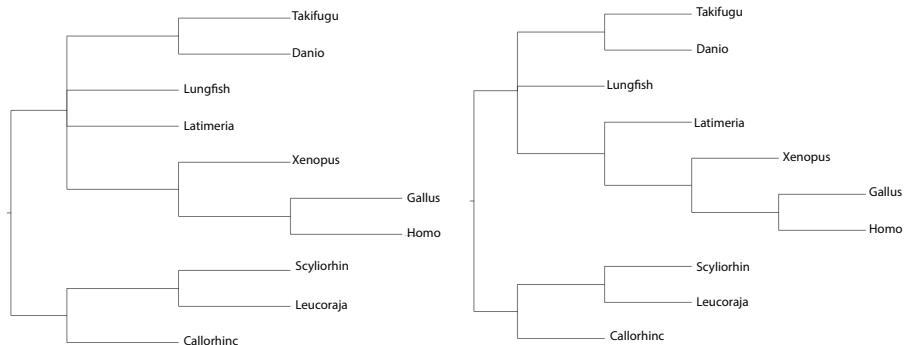 Takifugu
Danio
Lungfish
Latimeria
Xenopus
Gallus
Homo
Scyliorhin
Leucoraja
Callorhinc
Takifugu
Danio
Lungfish
Latimeria
Xenopus
Gallus
Homo
Scyliorhin
Leucoraja
Callorhinc